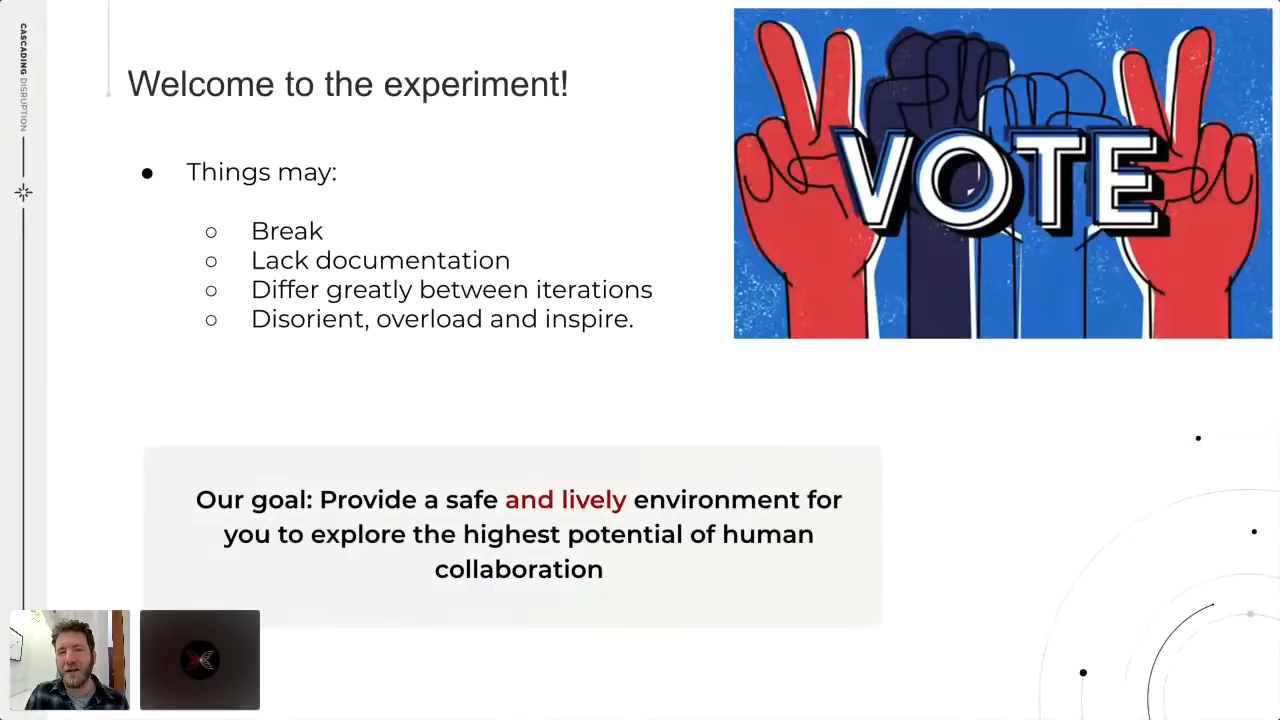 CASCADING DISRUPTION
Welcome to the experiment!
VOTE
● Things may:
○ Break
○ Lack documentation
○ Differ greatly between iterations
○ Disorient, overload and inspire.
Our goal: Provide a safe and lively environment for
you to explore the highest potential of human
collaboration